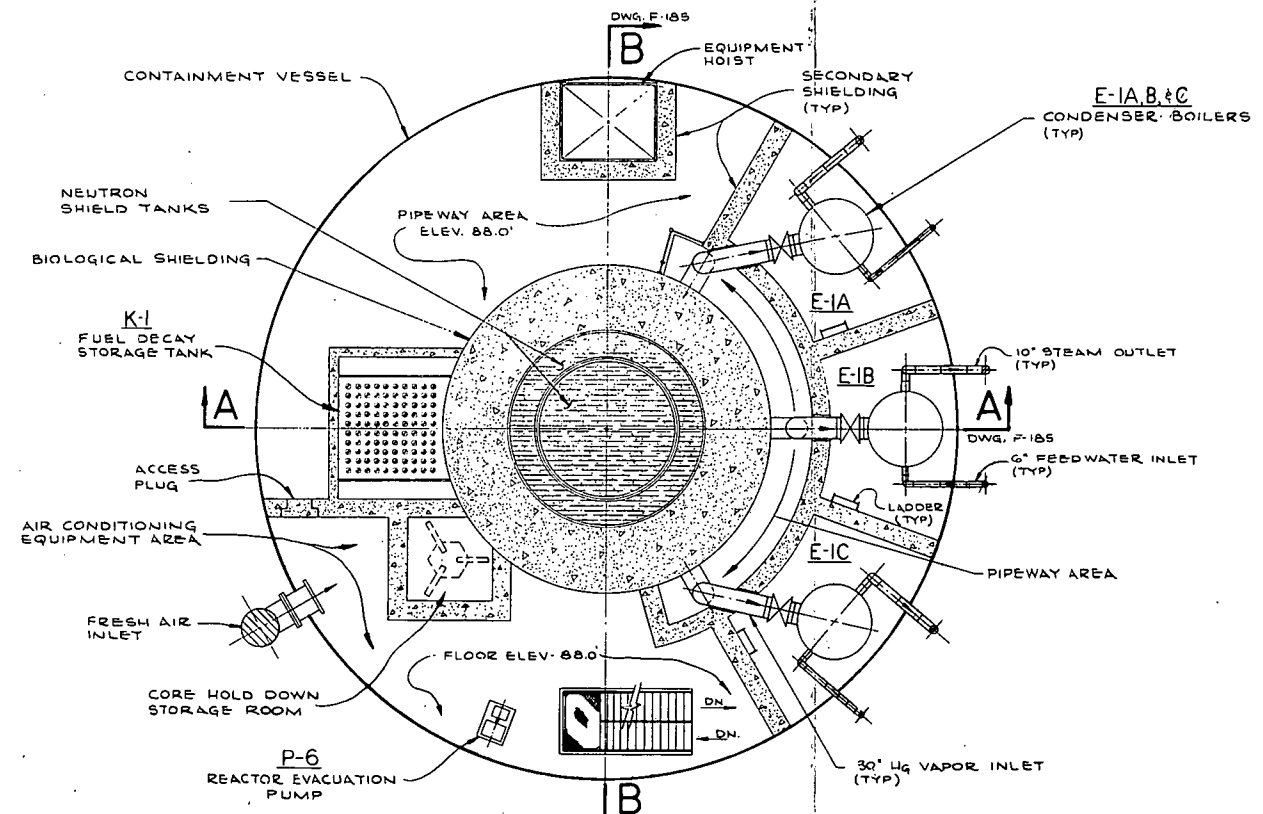 DWG. F-185
B
EQUIPMENT
HOIST
CONTAINMENT VESSEL
SECONDARY
SHIELDING
(TYP)
E-1A, B, & C
CONDENSER BOILERS
(TYP)
NEUTRON
SHIELD TANKS
PIPEWAY AREA
ELEV. 88.0'
BIOLOGICAL SHIELDING
K-1
FUEL DECAY
STORAGE TANK
E-1A
10" STEAM OUTLET
(TYP)
E-1B
A
A
DWG. F-185
6" FEEDWATER INLET
(TYP)
ACCESS
PLUG
LADDER
(TYP)
AIR CONDITIONING
EQUIPMENT AREA
E-1C
PIPEWAY AREA
FRESH AIR
INLET
FLOOR ELEV. 88.0'
CORE HOLD DOWN
STORAGE ROOM
DN.
DN.
P-6
REACTOR EVACUATION
PUMP
30" Hg VAPOR INLET
(TYP)
B